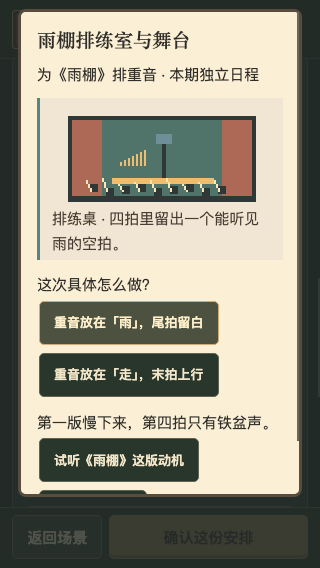 雨棚排练室与舞台
为《雨棚》排重音 · 本期独立日程
排练桌 · 四拍里留出一个能听见
雨的空拍。
这次具体怎么做?
重音放在「雨」，尾拍留白
重音放在「走」，末拍上行
第一版慢下来，第四拍只有铁盆声。
试听《雨棚》这版动机
返回场景
确认这份安排